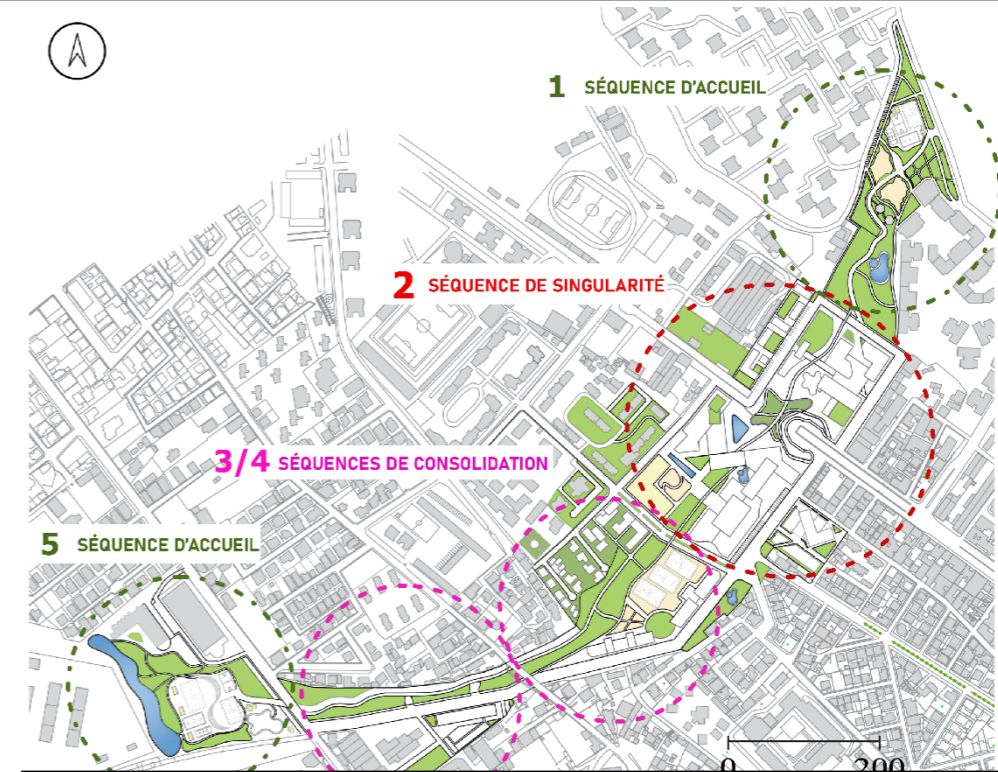 1 SÉQUENCE D'ACCUEIL
2 SÉQUENCE DE SINGULARITÉ
3/4 SÉQUENCES DE CONSOLIDATION
5 SÉQUENCE D'ACCUEIL
0 200